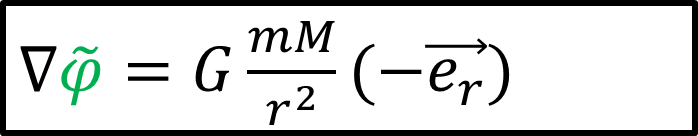 ∇φ̃ = G mM/r² (−e⃗ᵣ)